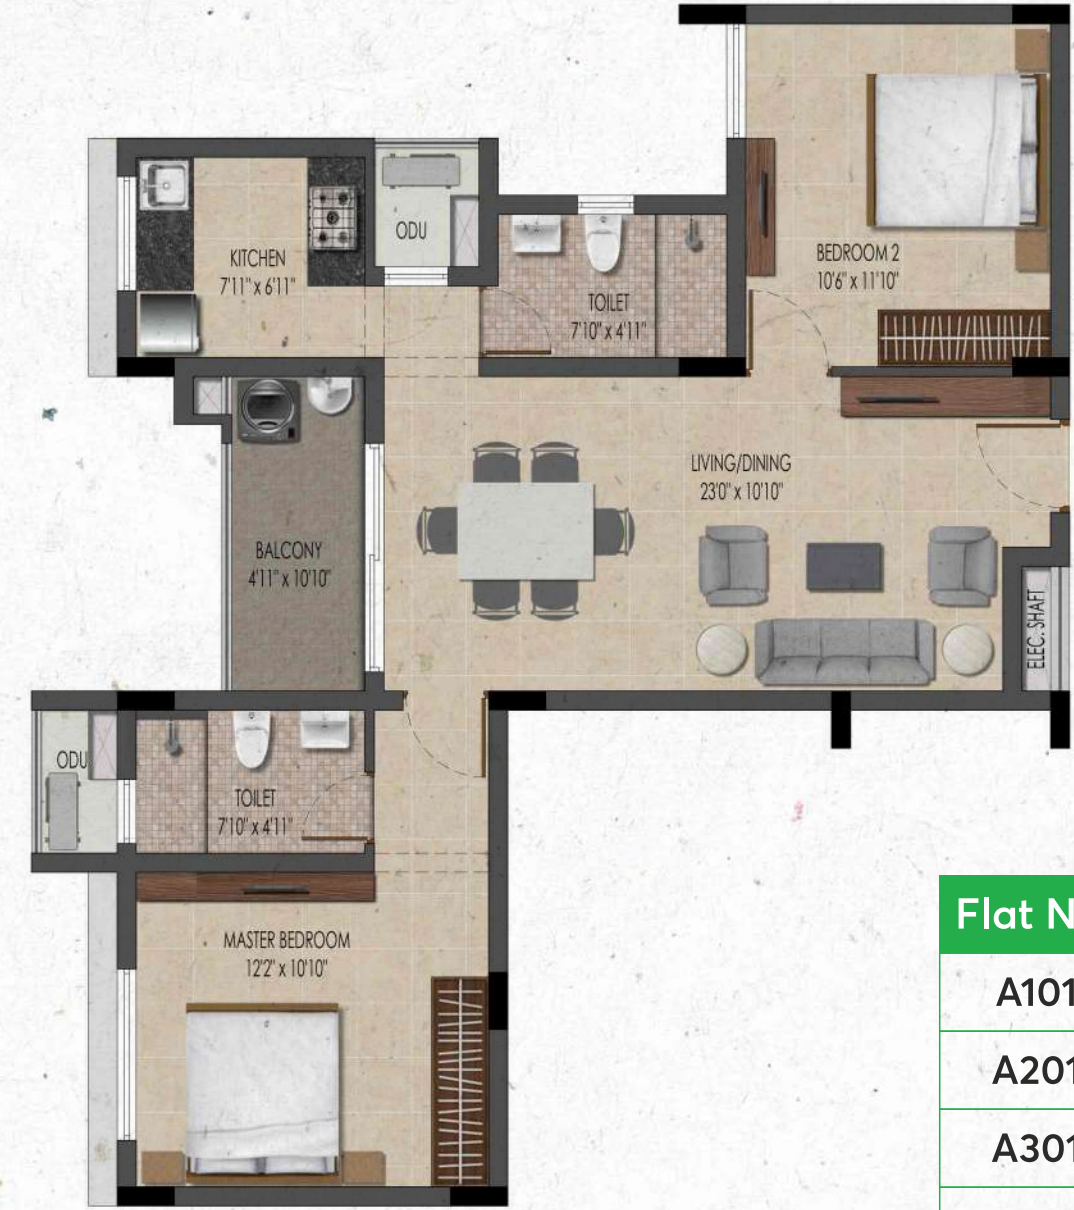 KITCHEN
7'11" x 6'11"
ODU
TOILET
7'10" x 4'11"
BEDROOM 2
10'6" x 11'10"
LIVING/DINING
23'0" x 10'10"
BALCONY
4'11" x 10'10"
ELEC. SHAFT
ODU
TOILET
7'10" x 4'11"
MASTER BEDROOM
12'2" x 10'10"
Flat N
A101
A201
A301